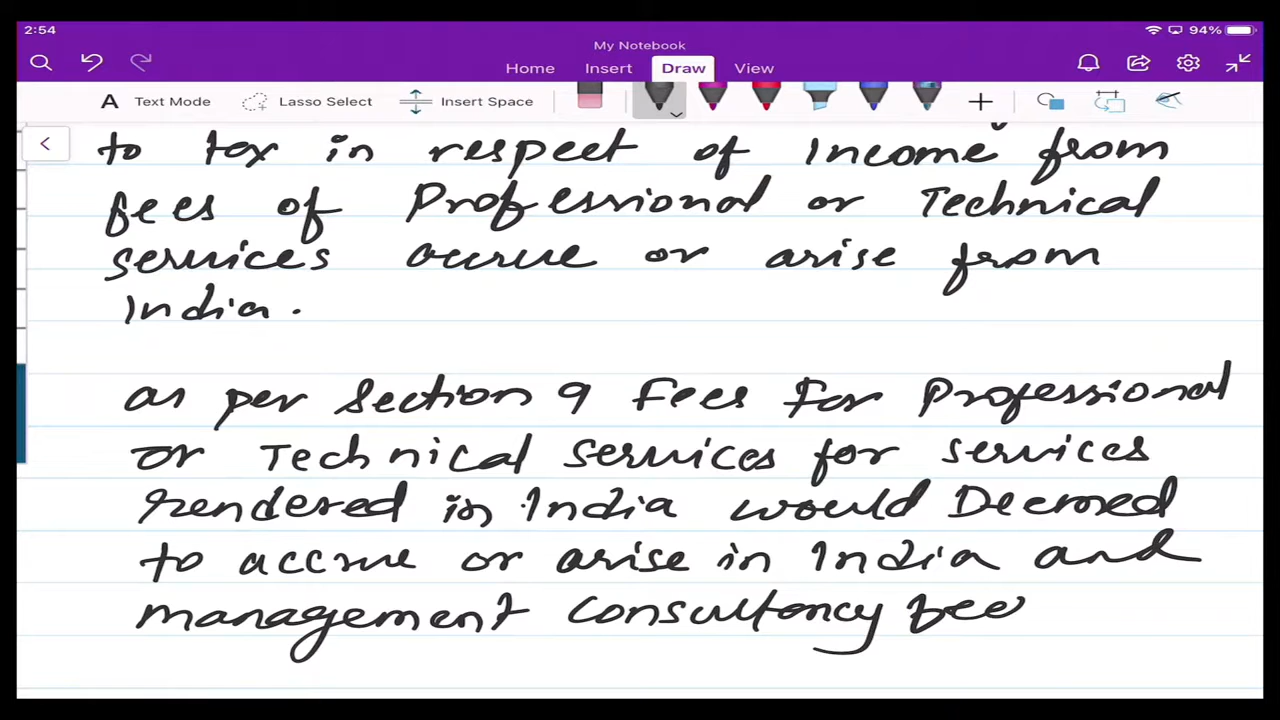 2:54
94%
My Notebook
Home Insert Draw View
A Text Mode Lasso Select Insert Space
to tax in respect of Income from
fees of Professional or Technical
services accrue or arise from
India.
as per Section 9 Fees For Professional
or Technical Services for services
rendered in India would Deemed
to accrue or arise in India and
management consultancy fee